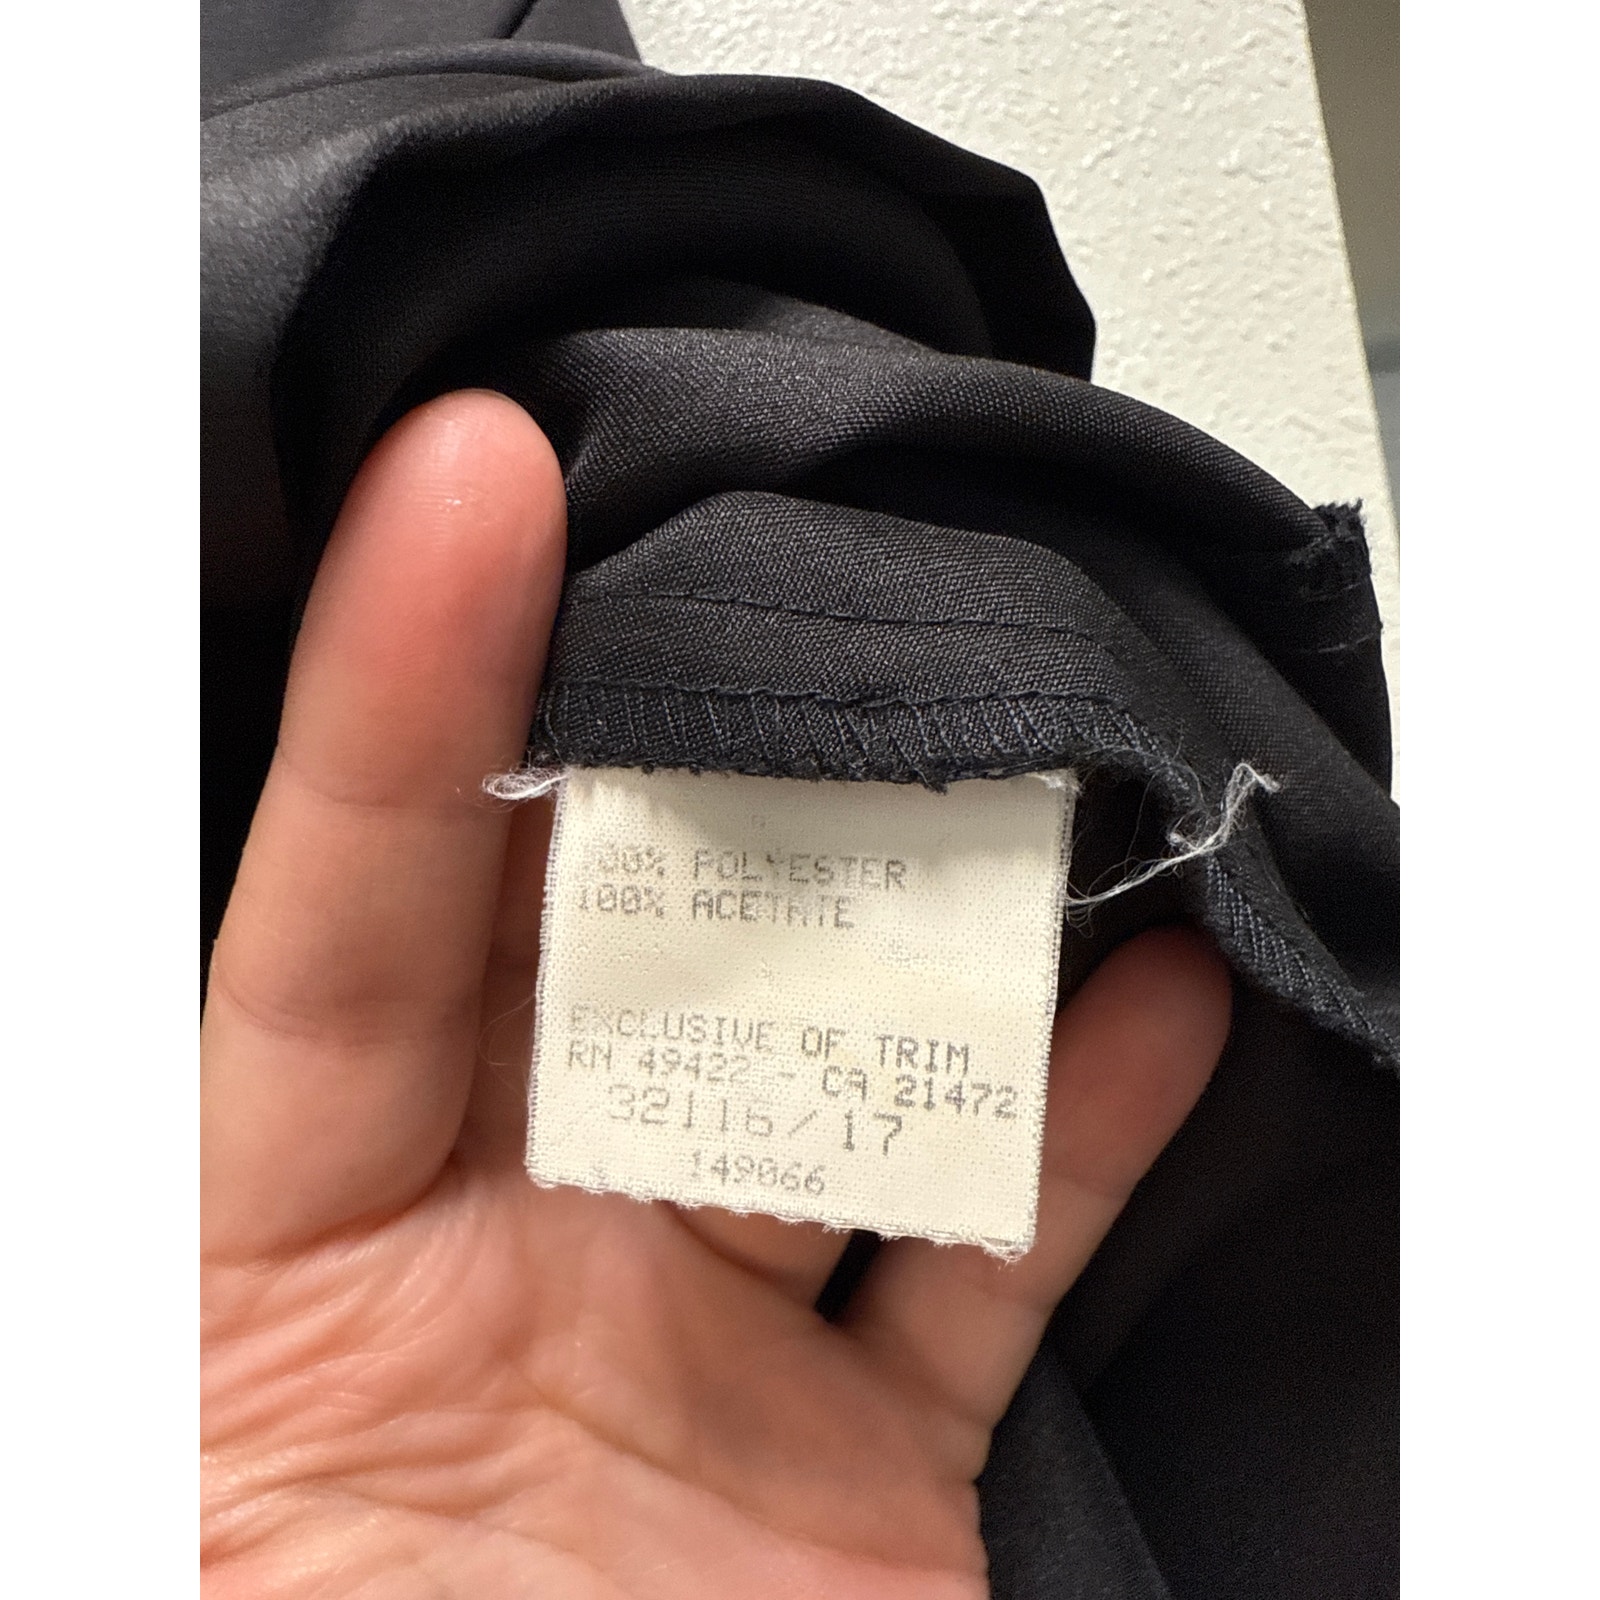 100% POLYESTER
100% ACETATE
EXCLUSIVE OF TRIM
RN 49422 - CA 21472
32116/17
149066